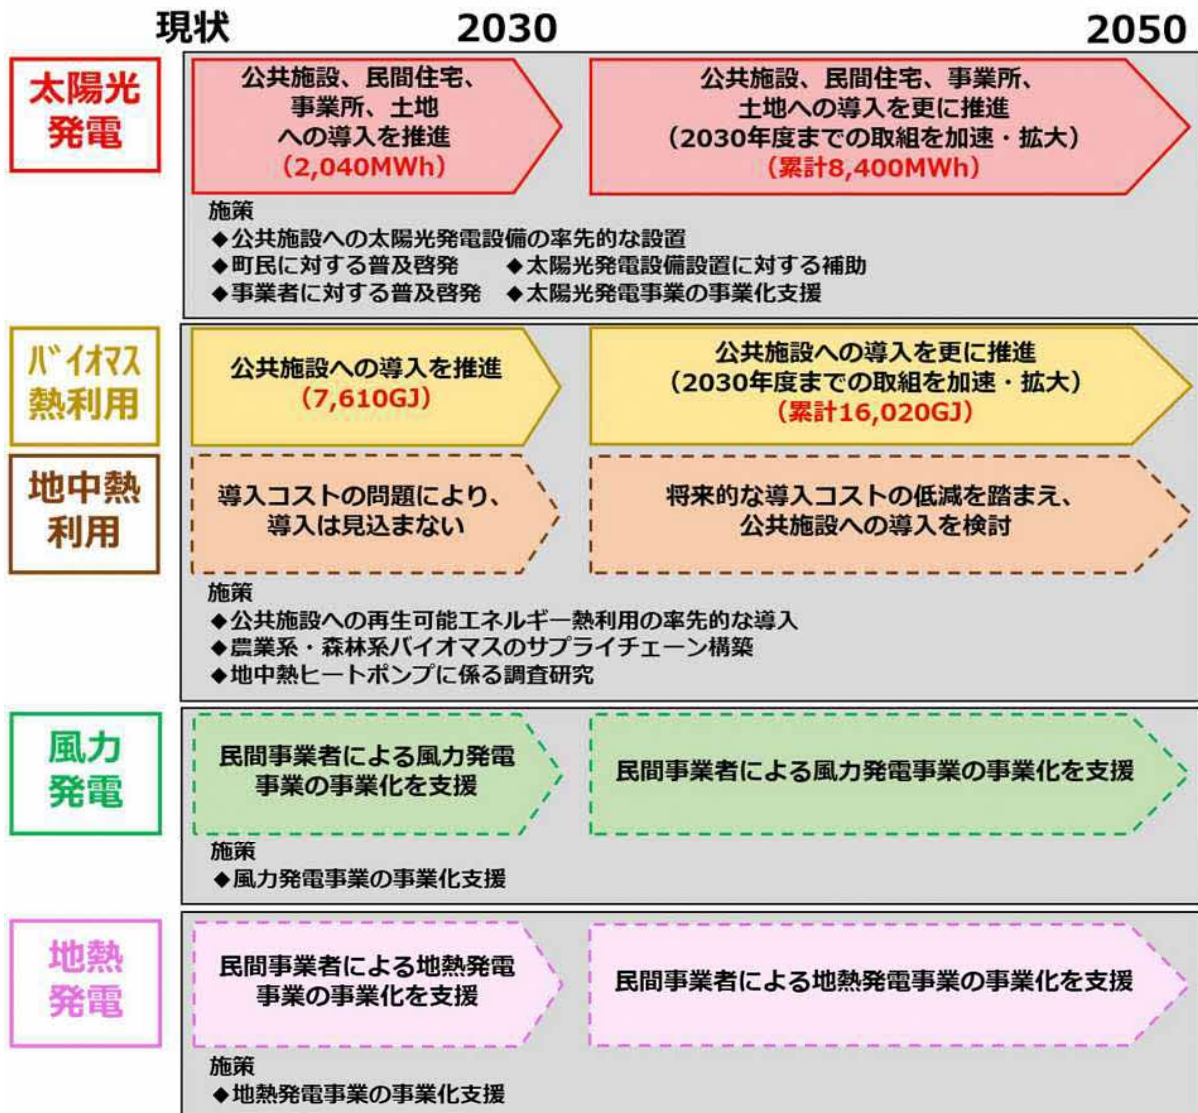 現状 2030 2050
太陽光
発電
公共施設、民間住宅、
事業所、土地
への導入を推進
(2,040MWh)
公共施設、民間住宅、事業所、
土地への導入を更に推進
(2030年度までの取組を加速・拡大)
(累計8,400MWh)
施策
◆公共施設への太陽光発電設備の率先的な設置
◆町民に対する普及啓発 ◆太陽光発電設備設置に対する補助
◆事業者に対する普及啓発 ◆太陽光発電事業の事業化支援
バイオマス
熱利用
公共施設への導入を推進
(7,610GJ)
公共施設への導入を更に推進
(2030年度までの取組を加速・拡大)
(累計16,020GJ)
地中熱
利用
導入コストの問題により、
導入は見込まない
将来的な導入コストの低減を踏まえ、
公共施設への導入を検討
施策
◆公共施設への再生可能エネルギー熱利用の率先的な導入
◆農業系・森林系バイオマスのサプライチェーン構築
◆地中熱ヒートポンプに係る調査研究
風力
発電
民間事業者による風力発電
事業の事業化を支援
民間事業者による風力発電事業の事業化を支援
施策
◆風力発電事業の事業化支援
地熱
発電
民間事業者による地熱発電
事業の事業化を支援
民間事業者による地熱発電事業の事業化を支援
施策
◆地熱発電事業の事業化支援